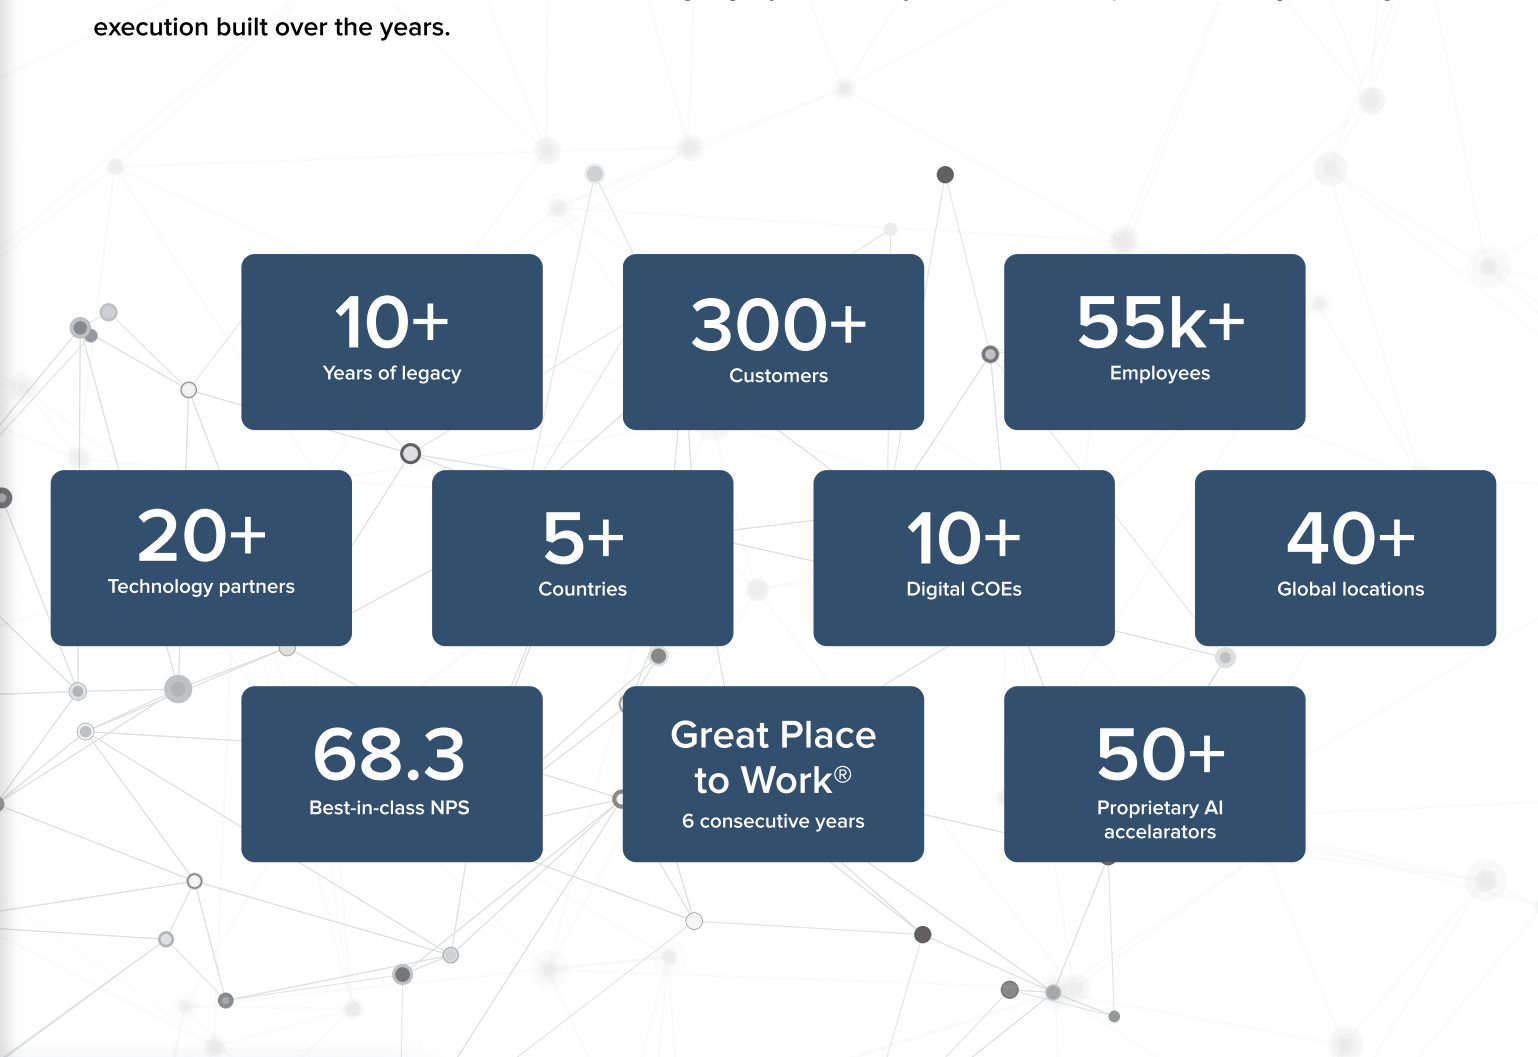 execution built over the years.
10+
Years of legacy
300+
Customers
55k+
Employees
20+
Technology partners
5+
Countries
10+
Digital COEs
40+
Global locations
68.3
Best-in-class NPS
Great Place
to Work®
6 consecutive years
50+
Proprietary AI
accelarators